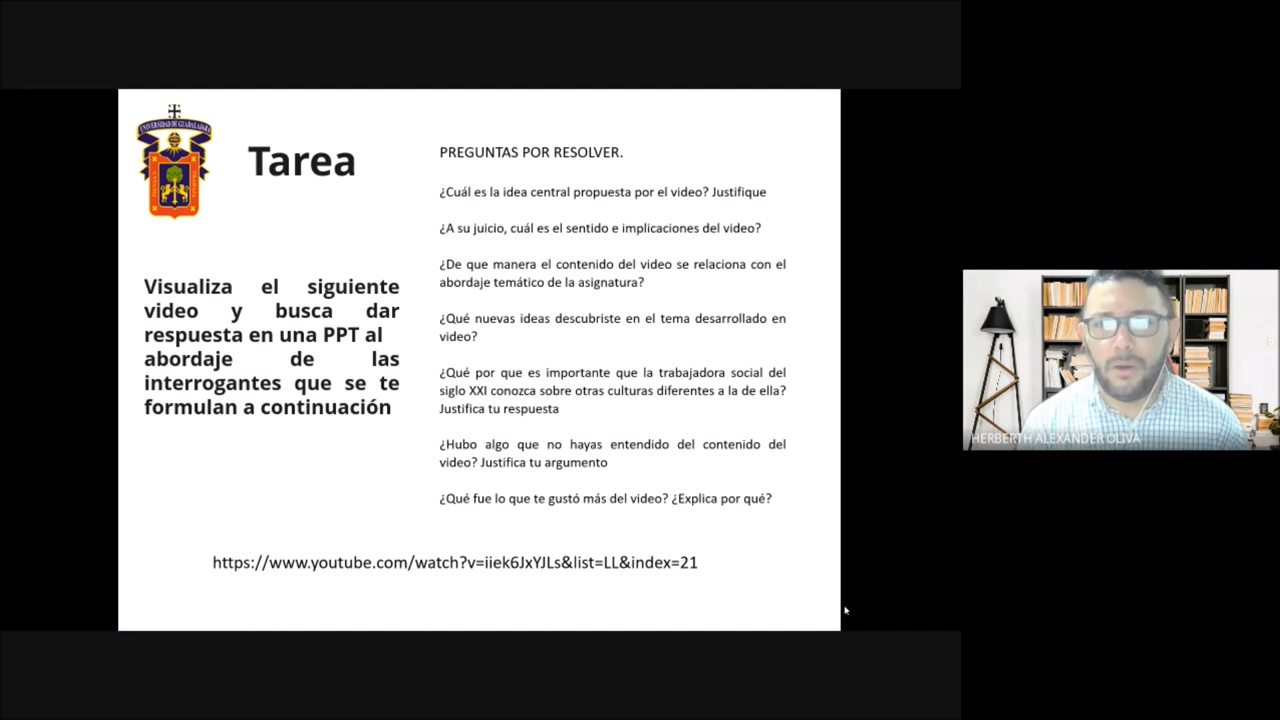 UNIVERSIDAD DE GUADALAJARA
Tarea
Visualiza el siguiente
video y busca dar
respuesta en una PPT al
abordaje de las
interrogantes que se te
formulan a continuación
PREGUNTAS POR RESOLVER.
¿Cuál es la idea central propuesta por el video? Justifique
¿A su juicio, cuál es el sentido e implicaciones del video?
¿De que manera el contenido del video se relaciona con el
abordaje temático de la asignatura?
¿Qué nuevas ideas descubriste en el tema desarrollado en
video?
¿Qué por que es importante que la trabajadora social del
siglo XXI conozca sobre otras culturas diferentes a la de ella?
Justifica tu respuesta
¿Hubo algo que no hayas entendido del contenido del
video? Justifica tu argumento
¿Qué fue lo que te gustó más del video? ¿Explica por qué?
https://www.youtube.com/watch?v=iiek6JxYJLs&list=LL&index=21
HERBERTH ALEXANDER OLIVA